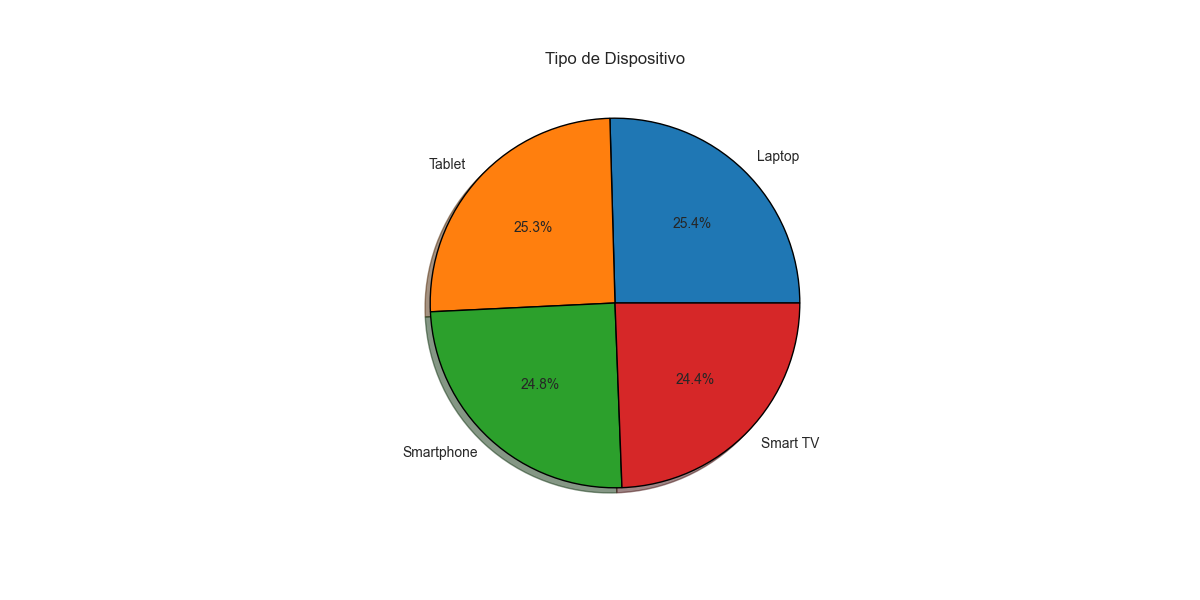 Tipo de Dispositivo
Laptop
Tablet
25.4%
25.3%
24.4%
24.8%
Smart TV
Smartphone